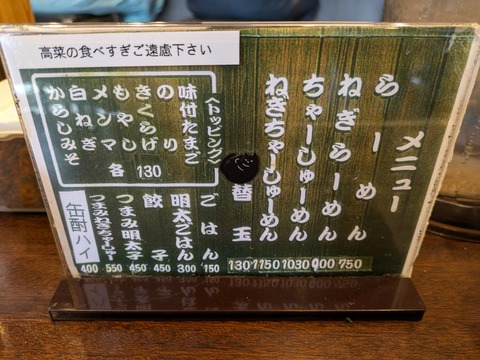 高菜の食べすぎご遠慮下さい
メニュー
らーめん 750
ねぎらーめん 900
ちゃーしゅーめん 1030
ねぎちゃーしゅーめん 1150
替玉 130
〈トッピング〉
味付たまご
のり
きくらげ
もやし
メンマ
白ねぎ
からしみそ
各130
ごはん 150
明太ごはん 300
餃子 450
つまみ明太子 450
つまみねぎちゃーしゅー 550
缶酎ハイ 400